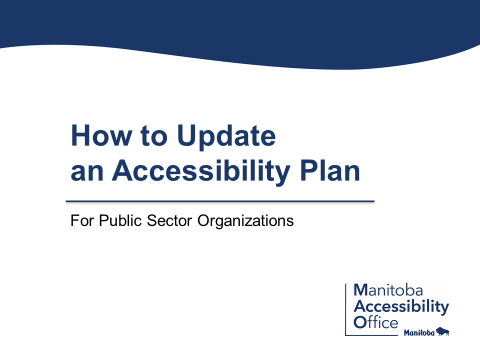 How to Update
an Accessibility Plan
For Public Sector Organizations
Manitoba
Accessibility
Office
Manitoba